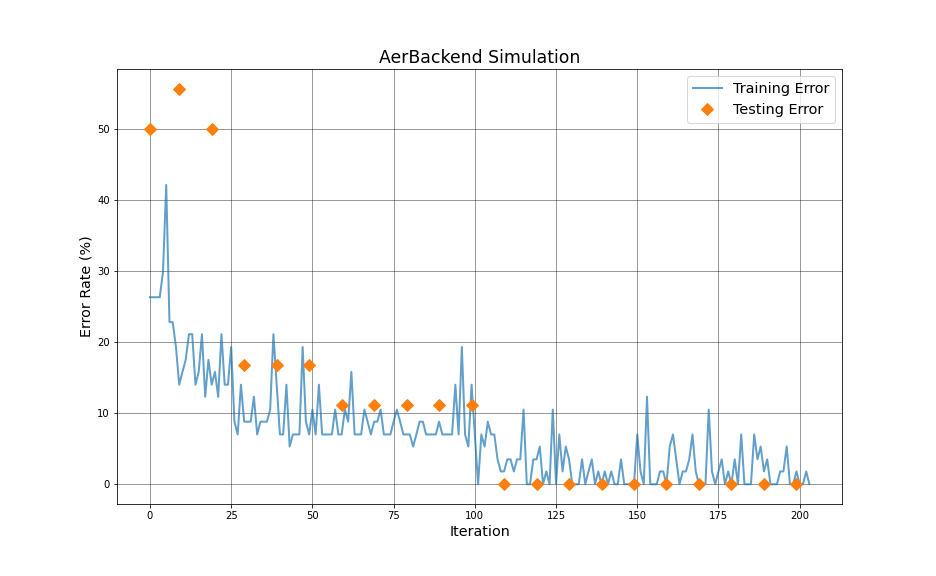 AerBackend Simulation
Training Error
Testing Error
Error Rate (%)
50
40
30
20
10
0
0 25 50 75 100 125 150 175 200
Iteration